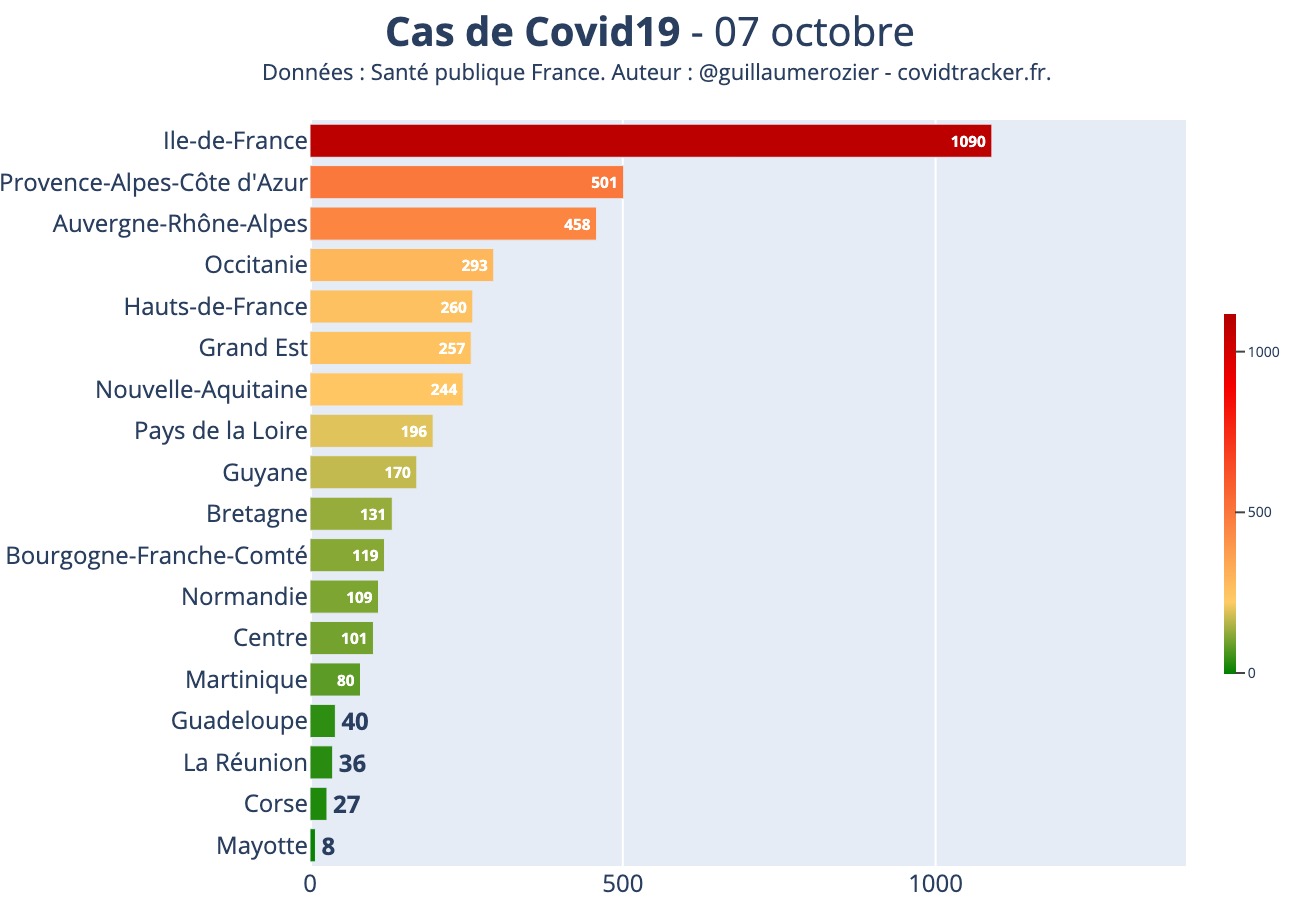 Cas de Covid19 - 07 octobre
Données : Santé publique France. Auteur : @guillaumerozier - covidtracker.fr.
Ile-de-France 1090
Provence-Alpes-Côte d'Azur 501
Auvergne-Rhône-Alpes 458
Occitanie 293
Hauts-de-France 260
Grand Est 257
Nouvelle-Aquitaine 244
Pays de la Loire 196
Guyane 170
Bretagne 131
Bourgogne-Franche-Comté 119
Normandie 109
Centre 101
Martinique 80
Guadeloupe 40
La Réunion 36
Corse 27
Mayotte 8
0 500 1000
1000
500
0